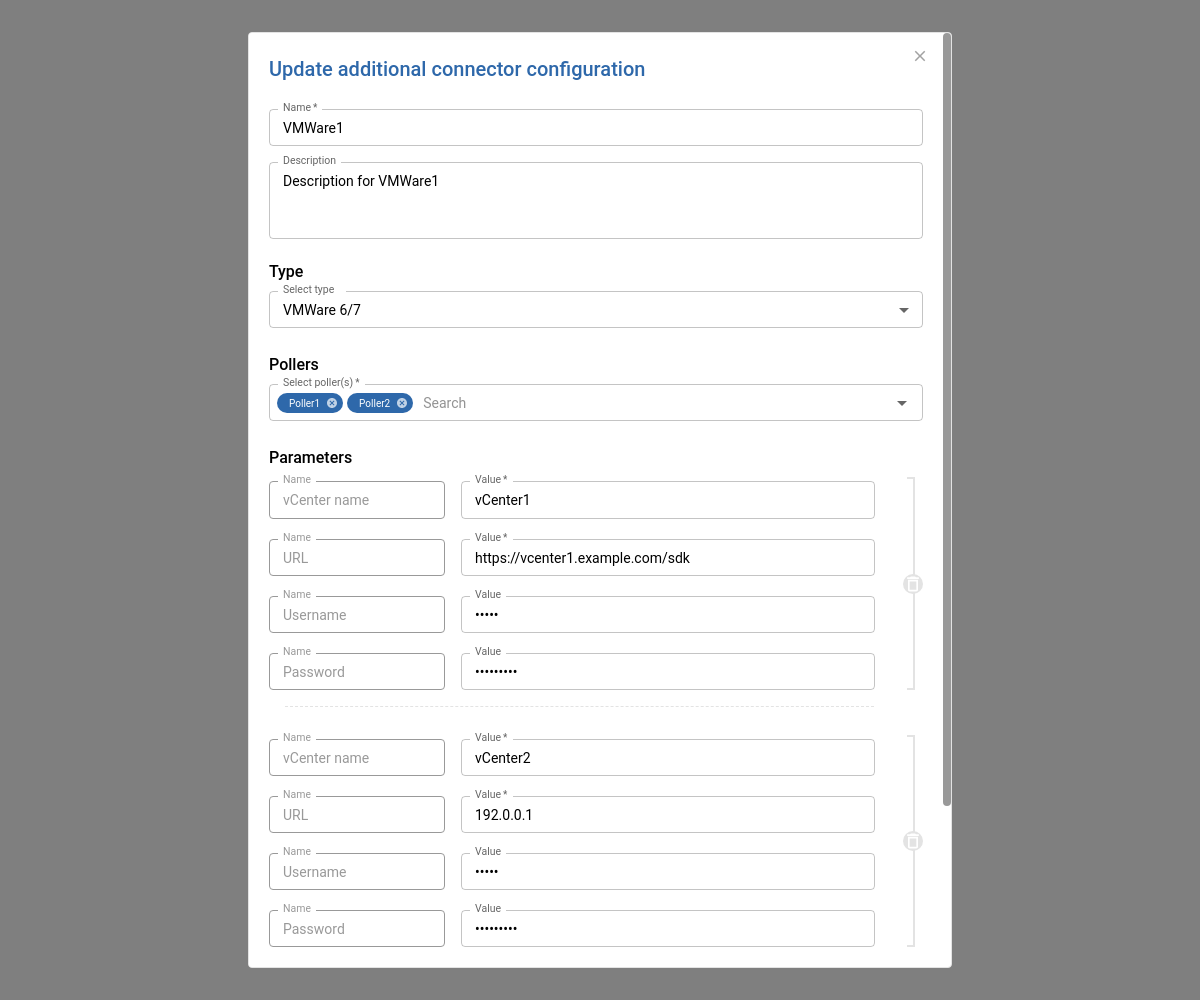 Update additional connector configuration
Name *
VMWare1
Description
Description for VMWare1
Type
Select type
VMWare 6/7
Pollers
Select poller(s) *
Poller1 Poller2 Search
Parameters
Name Value *
vCenter name vCenter1
Name Value *
URL https://vcenter1.example.com/sdk
Name Value
Username •••••
Name Value
Password •••••••••
Name Value *
vCenter name vCenter2
Name Value *
URL 192.0.0.1
Name Value
Username •••••
Name Value
Password •••••••••